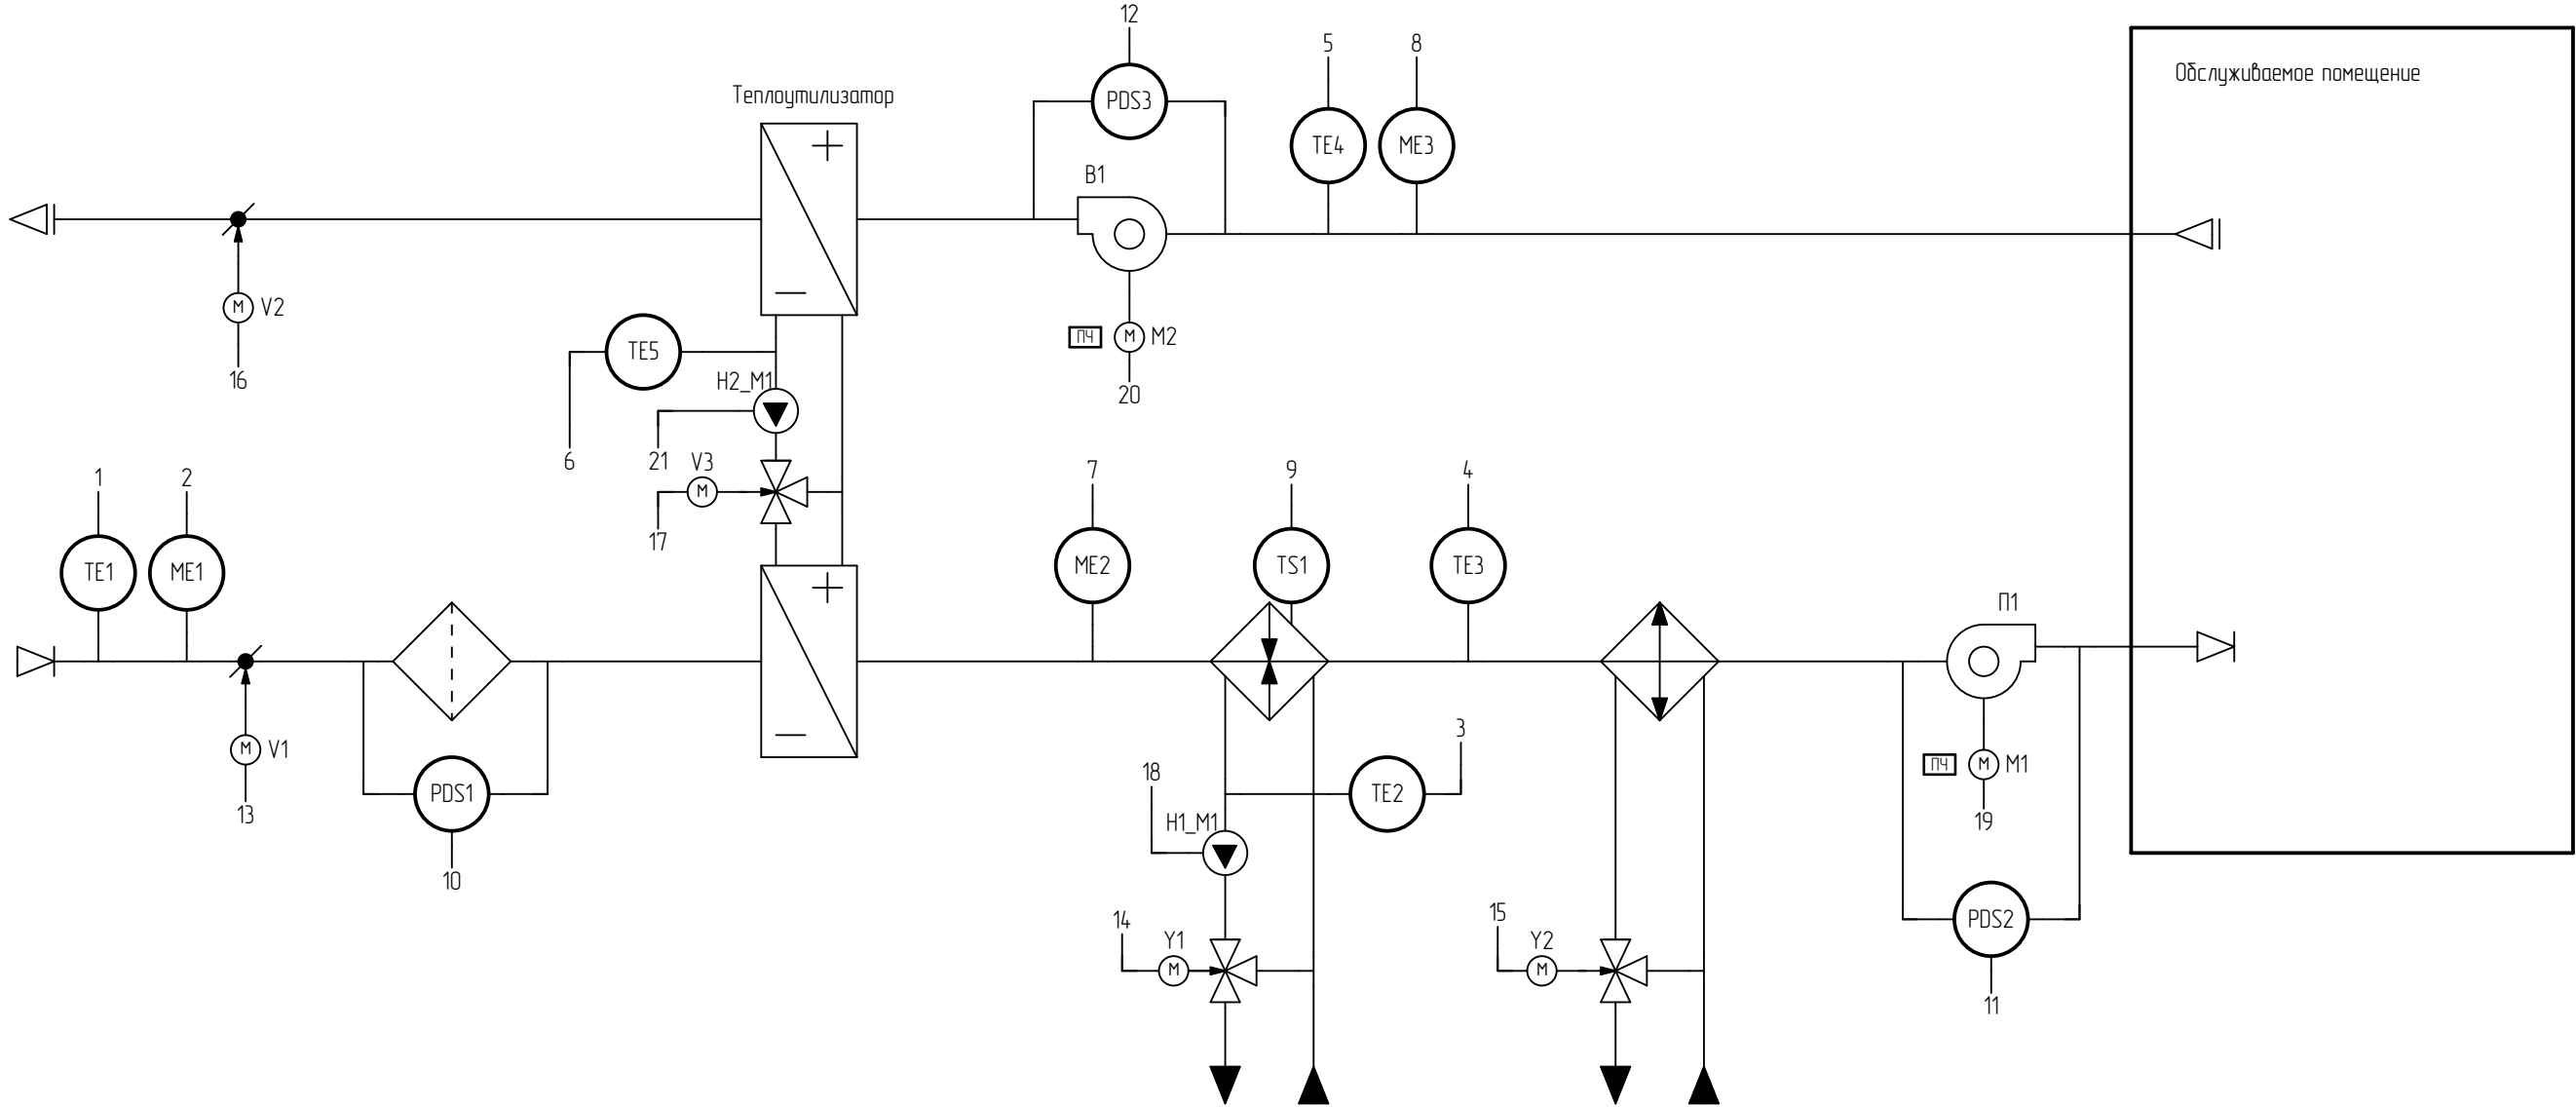 12
5
8
Обслуживаемое помещение
Теплоутилизатор
PDS3
TE4
ME3
B1
M
V2
16
TE5
ПЧ
M
M2
20
H2_M1
6
21
V3
M
17
1
2
7
9
4
TE1
ME1
ME2
TS1
TE3
П1
M
V1
13
PDS1
10
3
18
TE2
H1_M1
ПЧ
M
M1
19
14
Y1
M
15
Y2
M
PDS2
11